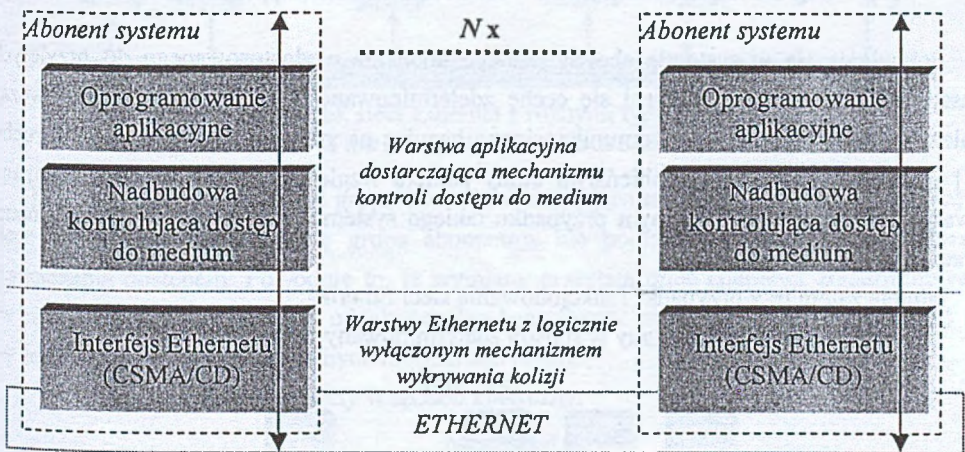 Abonent systemu
Oprogramowanie
aplikacyjne
Nadbudowa
kontrolująca dostęp
do medium
Interfejs Ethernetu
(CSMA/CD)
N x
Warstwa aplikacyjna
dostarczająca mechanizmu
kontroli dostępu do medium
Warstwy Ethernetu z logicznie
wyłączonym mechanizmem
wykrywania kolizji
ETHERNET
Abonent systemu
Oprogramowanie
aplikacyjne
Nadbudowa
kontrolująca dostęp
do medium
Interfejs Ethernetu
(CSMA/CD)